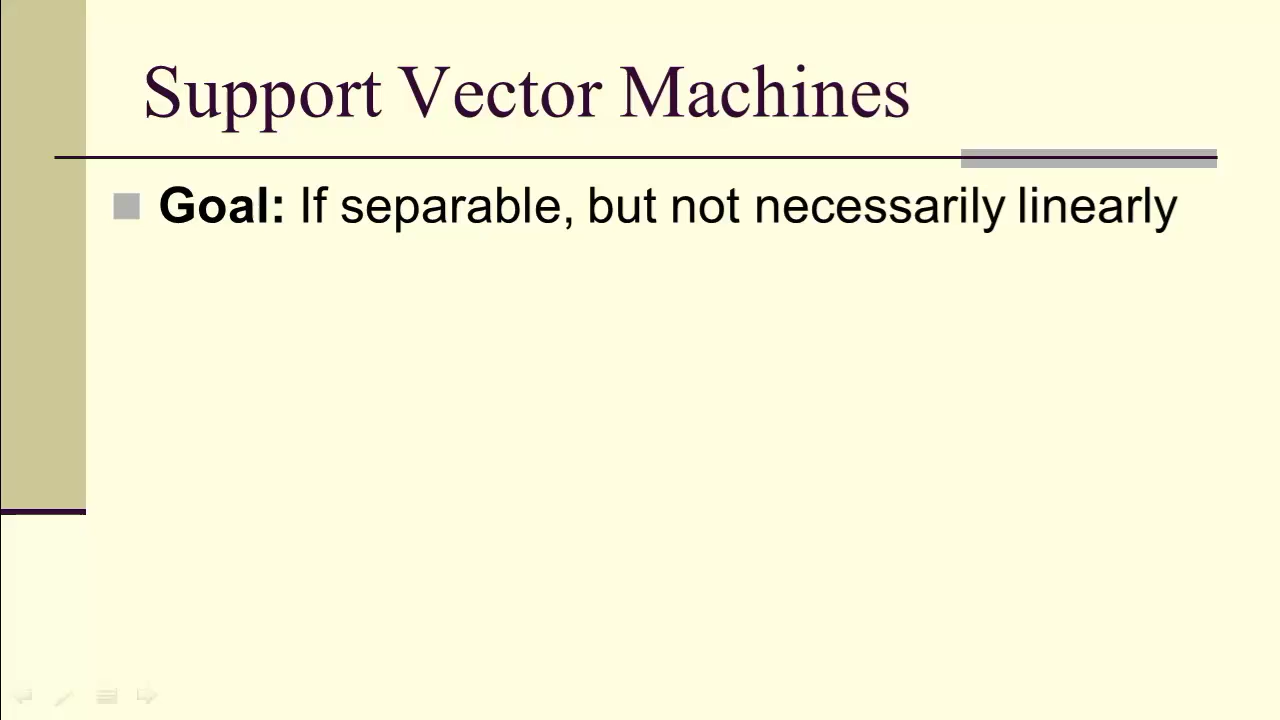 Support Vector Machines
Goal: If separable, but not necessarily linearly